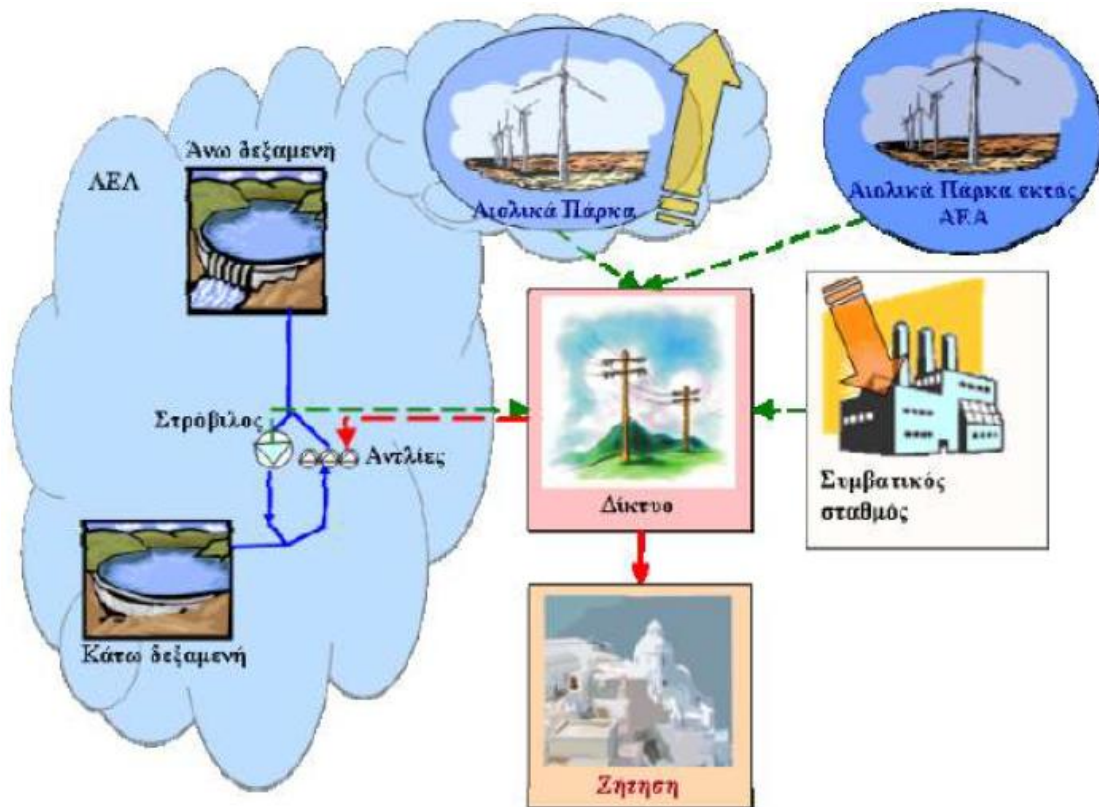 Άνω δεξαμενή
ΑΕΛ
Αιολικά Πάρκα
Αιολικά Πάρκα εκτός
ΑΕΑ
Στρόβιλος
Αντλίες
Δίκτυο
Συμβατικός
σταθμός
Κάτω δεξαμενή
Ζήτηση